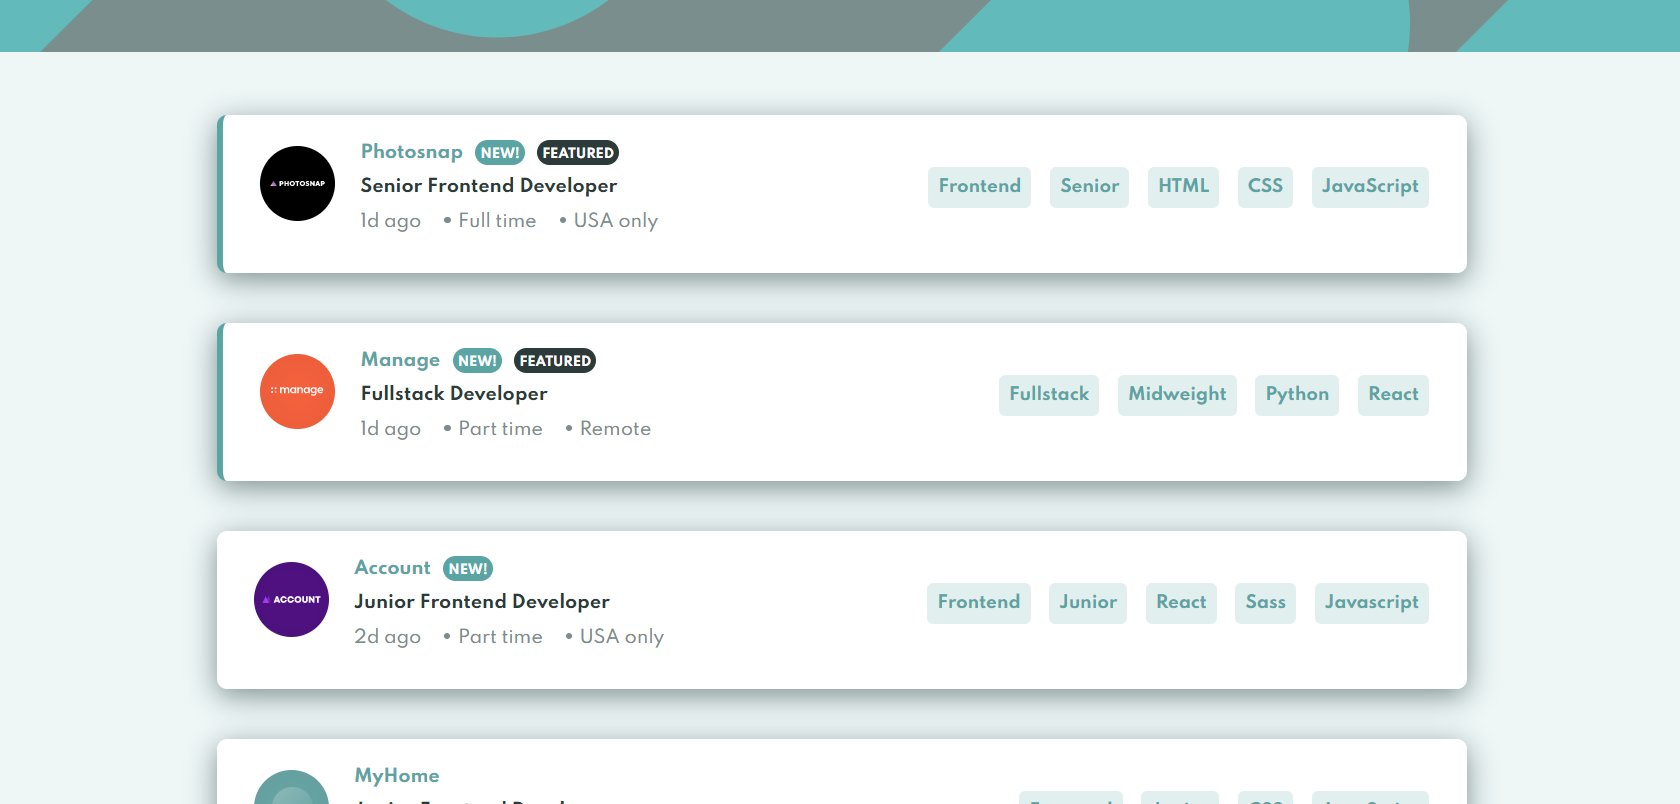 PHOTOSNAP
Photosnap NEW! FEATURED
Senior Frontend Developer
1d ago • Full time • USA only
Frontend Senior HTML CSS JavaScript
manage
Manage NEW! FEATURED
Fullstack Developer
1d ago • Part time • Remote
Fullstack Midweight Python React
ACCOUNT
Account NEW!
Junior Frontend Developer
2d ago • Part time • USA only
Frontend Junior React Sass Javascript
MyHome